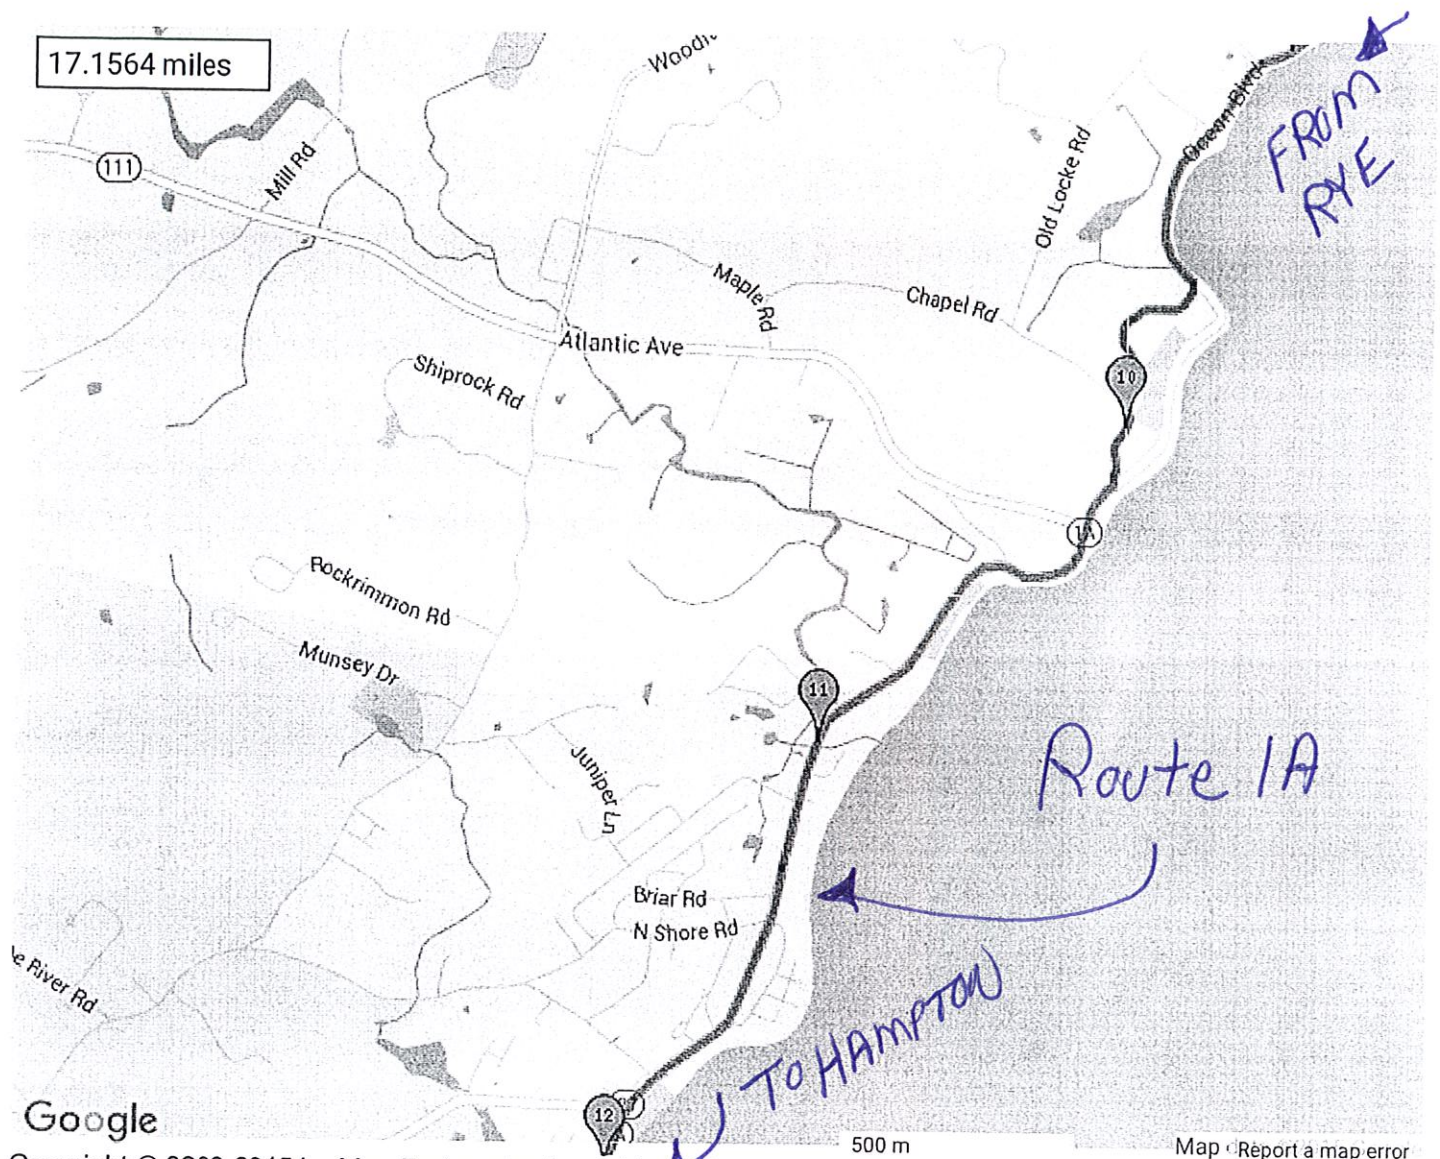 17.1564 miles
111
Mill Rd
Ocean Blvd
FROM
RYE
Old Locke Rd
Maple Rd
Chapel Rd
Atlantic Ave
Shiprock Rd
10
1A
Rockrimmon Rd
Munsey Dr
11
Juniper Ln
Route 1A
Briar Rd
N Shore Rd
River Rd
TO HAMPTON
12
Google
500 m
Map
Report a map error